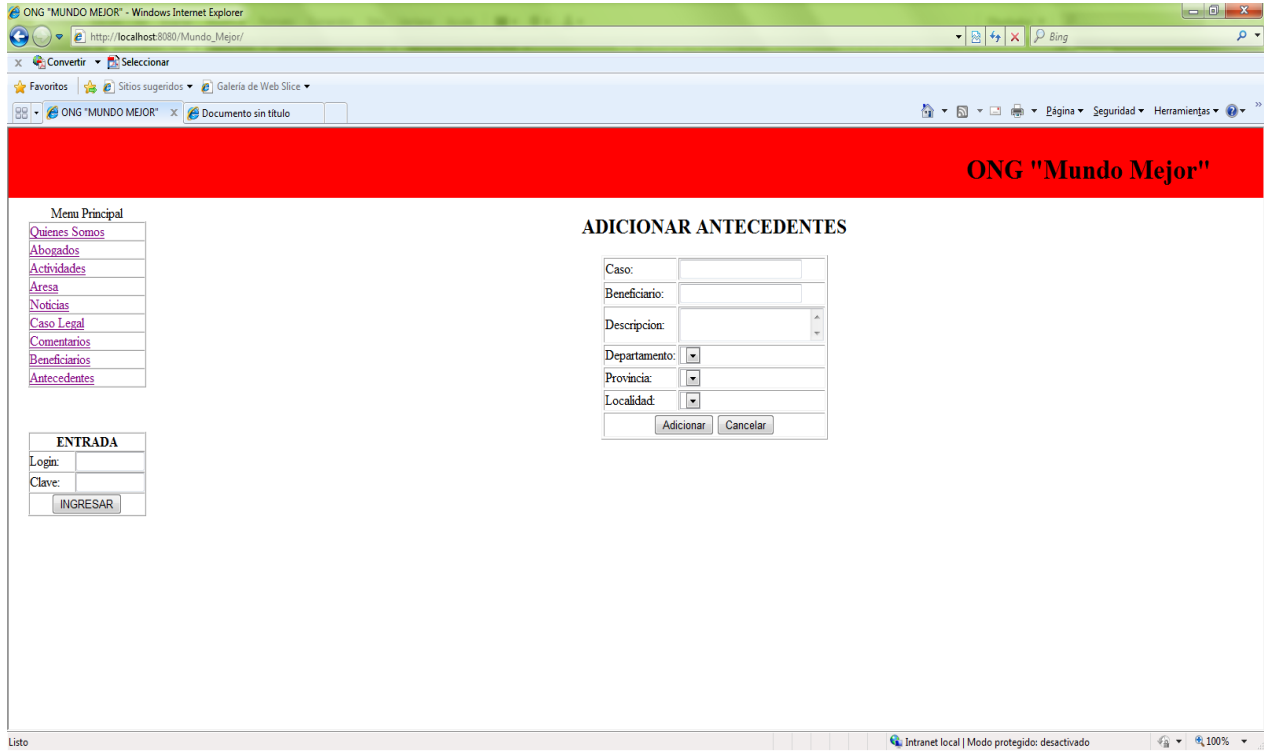 ONG "MUNDO MEJOR" - Windows Internet Explorer
http://localhost:8080/Mundo_Mejor/
Bing
x Convertir Seleccionar
Favoritos Sitios sugeridos Galería de Web Slice
ONG "MUNDO MEJOR" x Documento sin título
Página Seguridad Herramientas »
ONG "Mundo Mejor"
Menu Principal
Quienes Somos
Abogados
Actividades
Aresa
Noticias
Caso Legal
Comentarios
Beneficiarios
Antecedentes
ENTRADA
Login:
Clave:
INGRESAR
ADICIONAR ANTECEDENTES
Caso:
Beneficiario:
Descripcion:
Departamento:
Provincia:
Localidad:
Adicionar Cancelar
Listo
Intranet local | Modo protegido: desactivado
100%